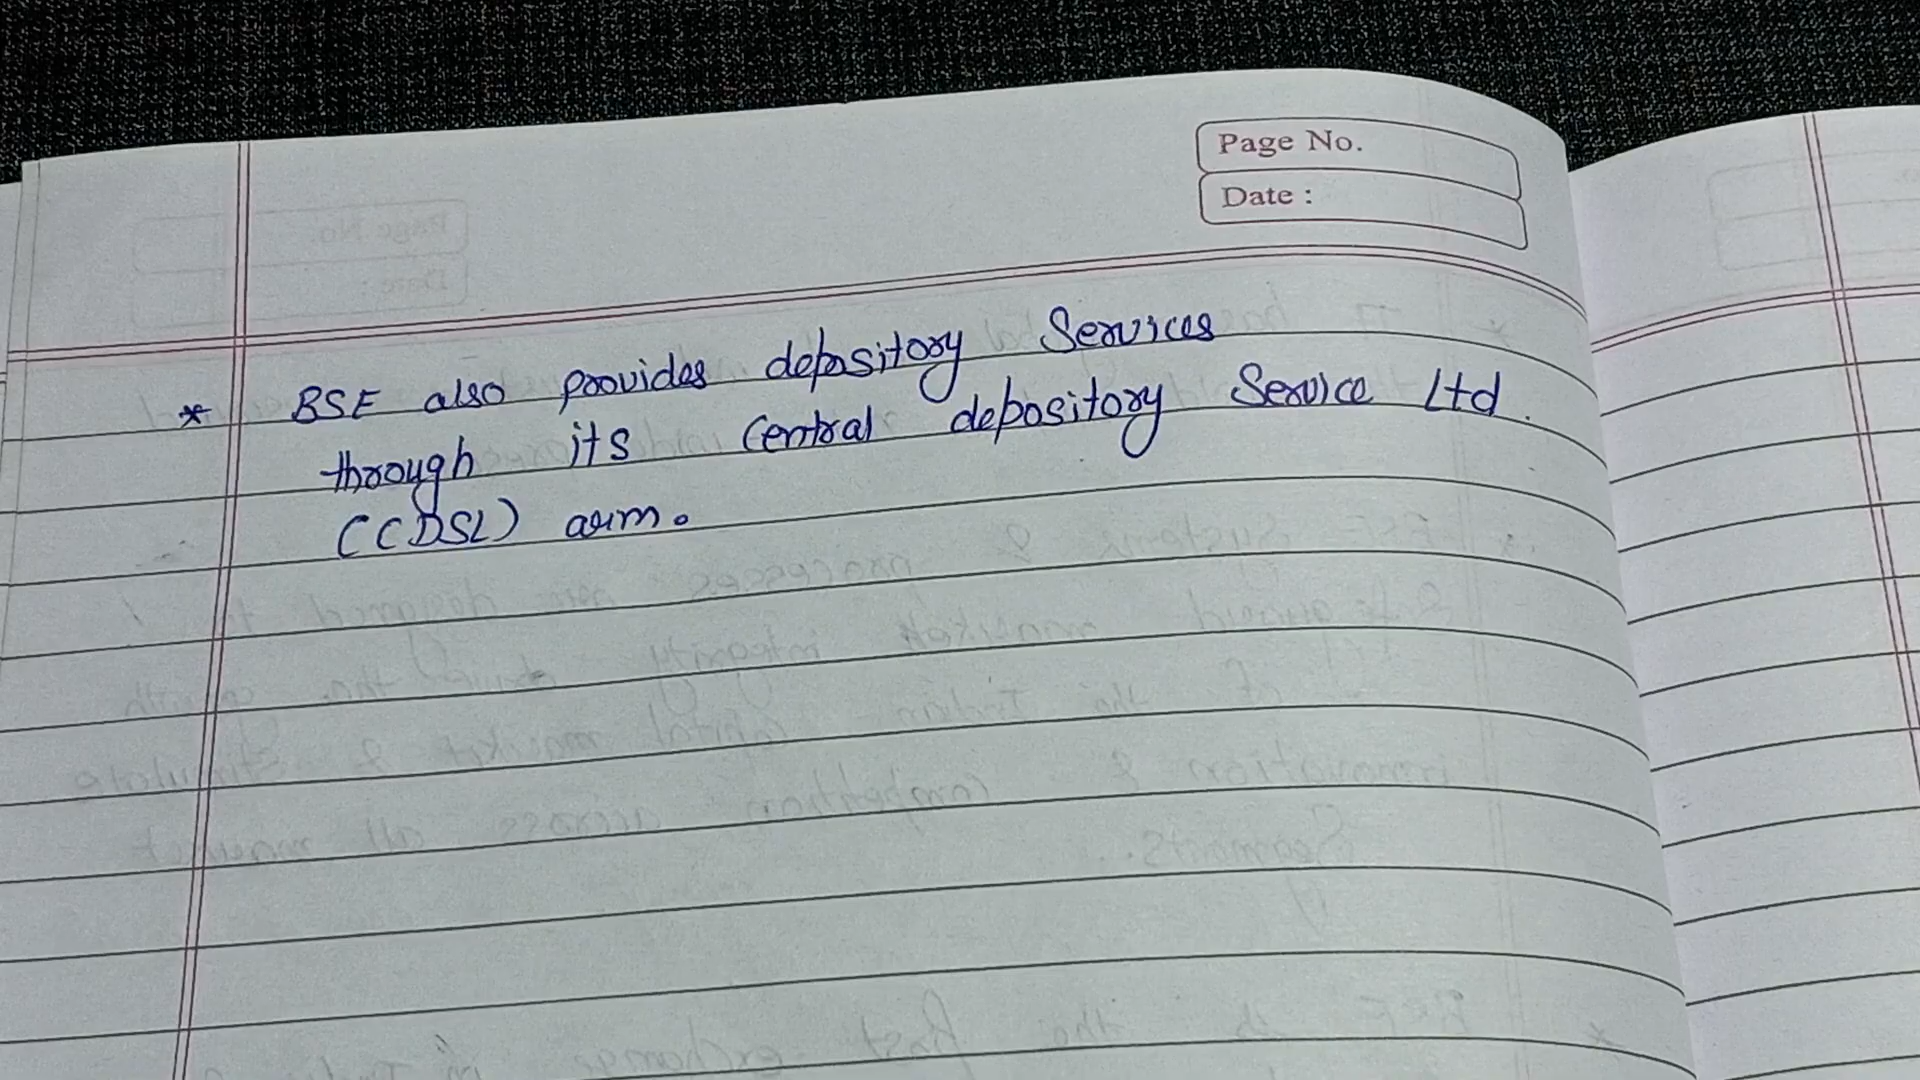 Page No.
Date :
* BSE also provides depository Services
through its Central depository Service Ltd.
(CDSL) arm.